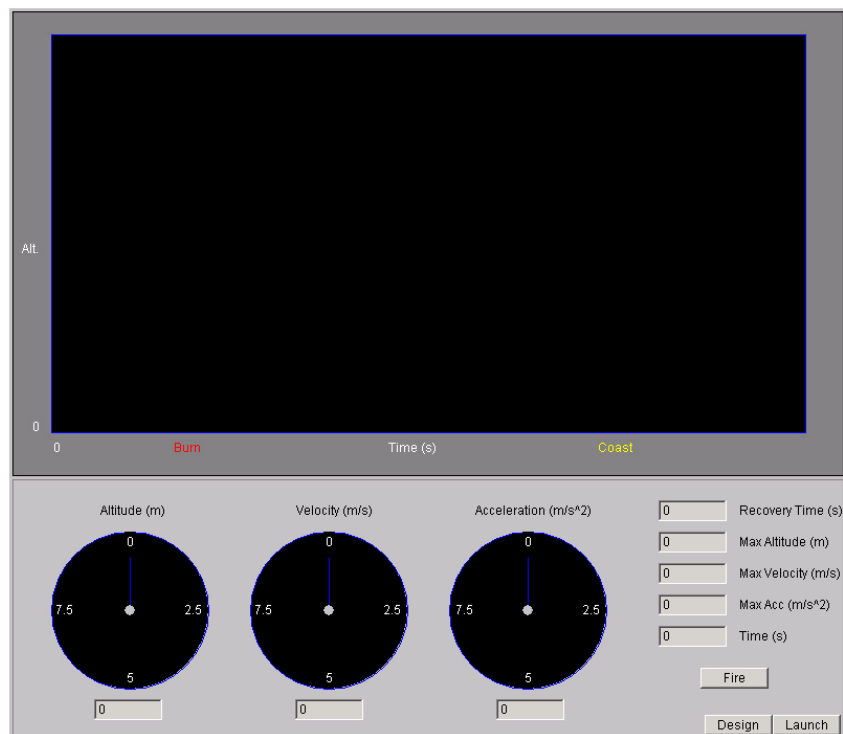 Alt.
0
0 Burn Time (s) Coast
Altitude (m) Velocity (m/s) Acceleration (m/s^2)
0 0 0
7.5 2.5 7.5 2.5 7.5 2.5
5 5 5
0 0 0
0 Recovery Time (s)
0 Max Altitude (m)
0 Max Velocity (m/s)
0 Max Acc (m/s^2)
0 Time (s)
Fire
Design Launch